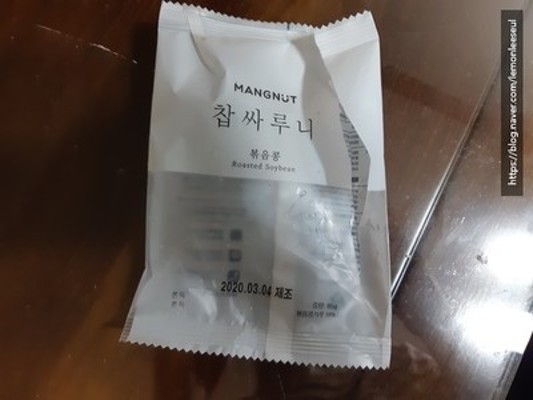 MANGNUT
찹싸루니
볶음콩
Roasted Soybean
2020.03.04 제조
https://blog.naver.com/lemonleeseul